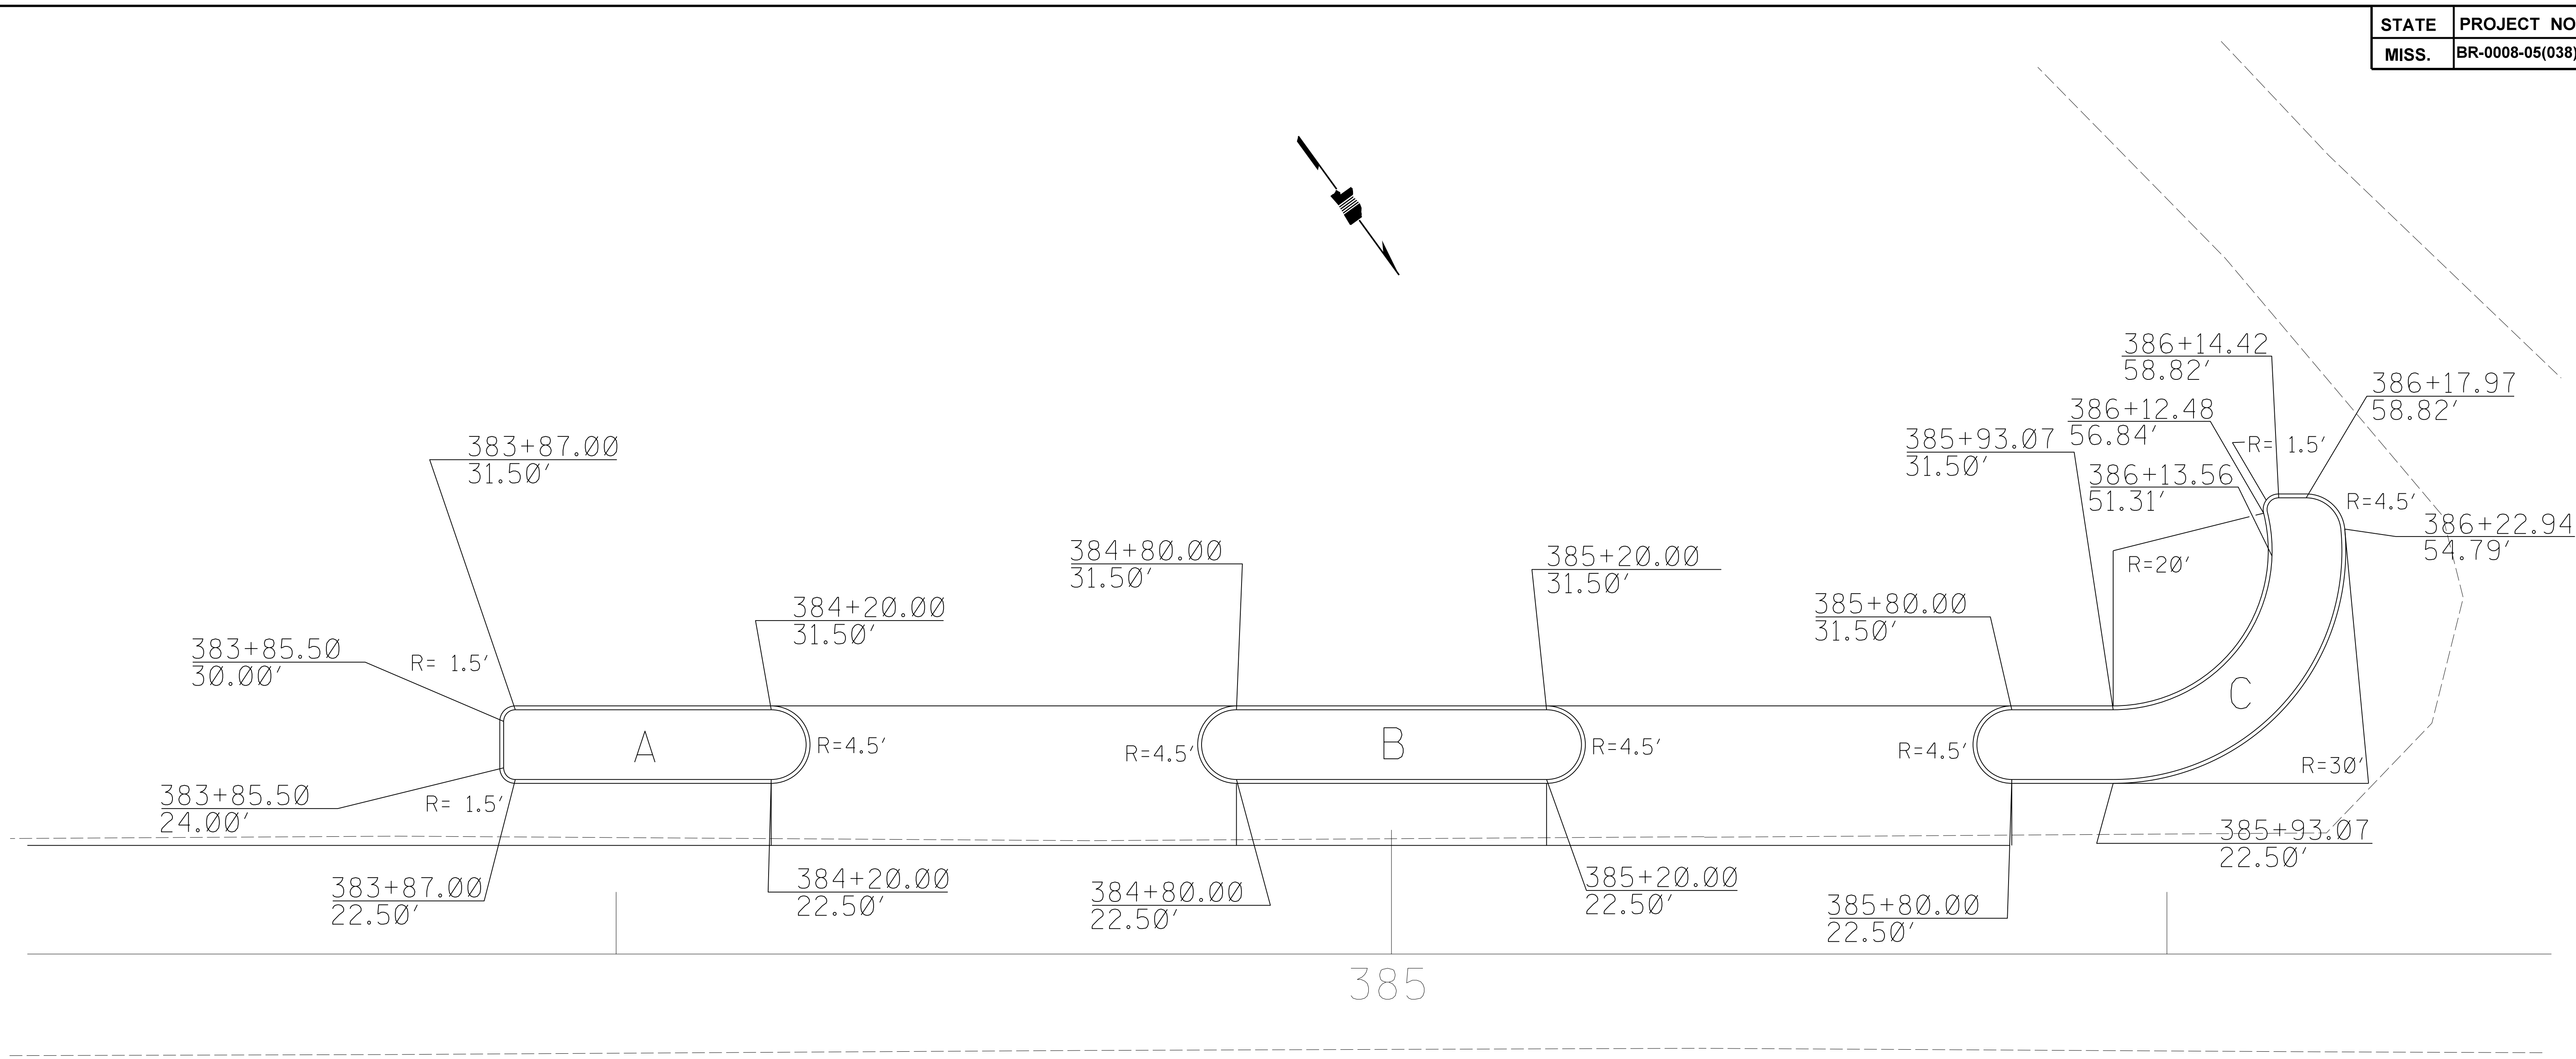 STATE PROJECT NO
MISS. BR-0008-05(038)
386+14.42
58.82'
386+17.97
58.82'
386+12.48
56.84'
R= 1.5'
385+93.07
31.50'
383+87.00
31.50'
386+13.56
51.31'
R=4.5'
386+22.94
54.79'
384+80.00
31.50'
385+20.00
31.50'
R=20'
384+20.00
31.50'
385+80.00
31.50'
383+85.50
30.00'
R= 1.5'
C
A
R=4.5'
R=4.5'
B
R=4.5'
R=4.5'
R=30'
383+85.50
24.00'
R= 1.5'
385+93.07
22.50'
383+87.00
22.50'
384+20.00
22.50'
384+80.00
22.50'
385+20.00
22.50'
385+80.00
22.50'
385